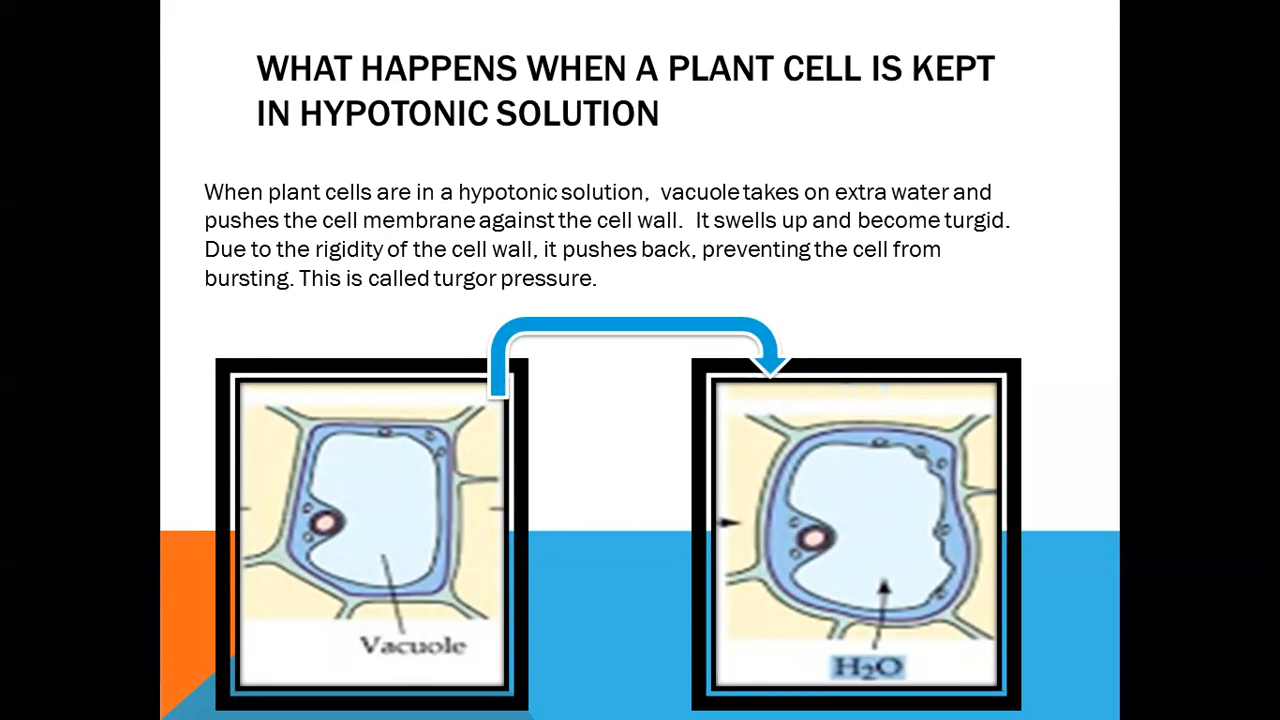 WHAT HAPPENS WHEN A PLANT CELL IS KEPT
IN HYPOTONIC SOLUTION
When plant cells are in a hypotonic solution, vacuole takes on extra water and
pushes the cell membrane against the cell wall. It swells up and become turgid.
Due to the rigidity of the cell wall, it pushes back, preventing the cell from
bursting. This is called turgor pressure.
Vacuole
H₂O